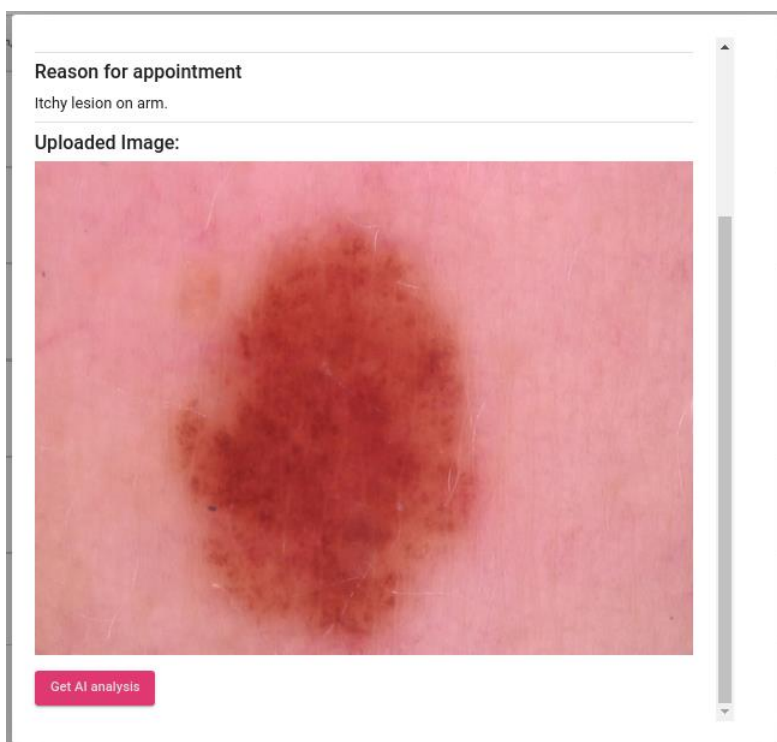 Reason for appointment
Itchy lesion on arm.
Uploaded Image:
Get AI analysis